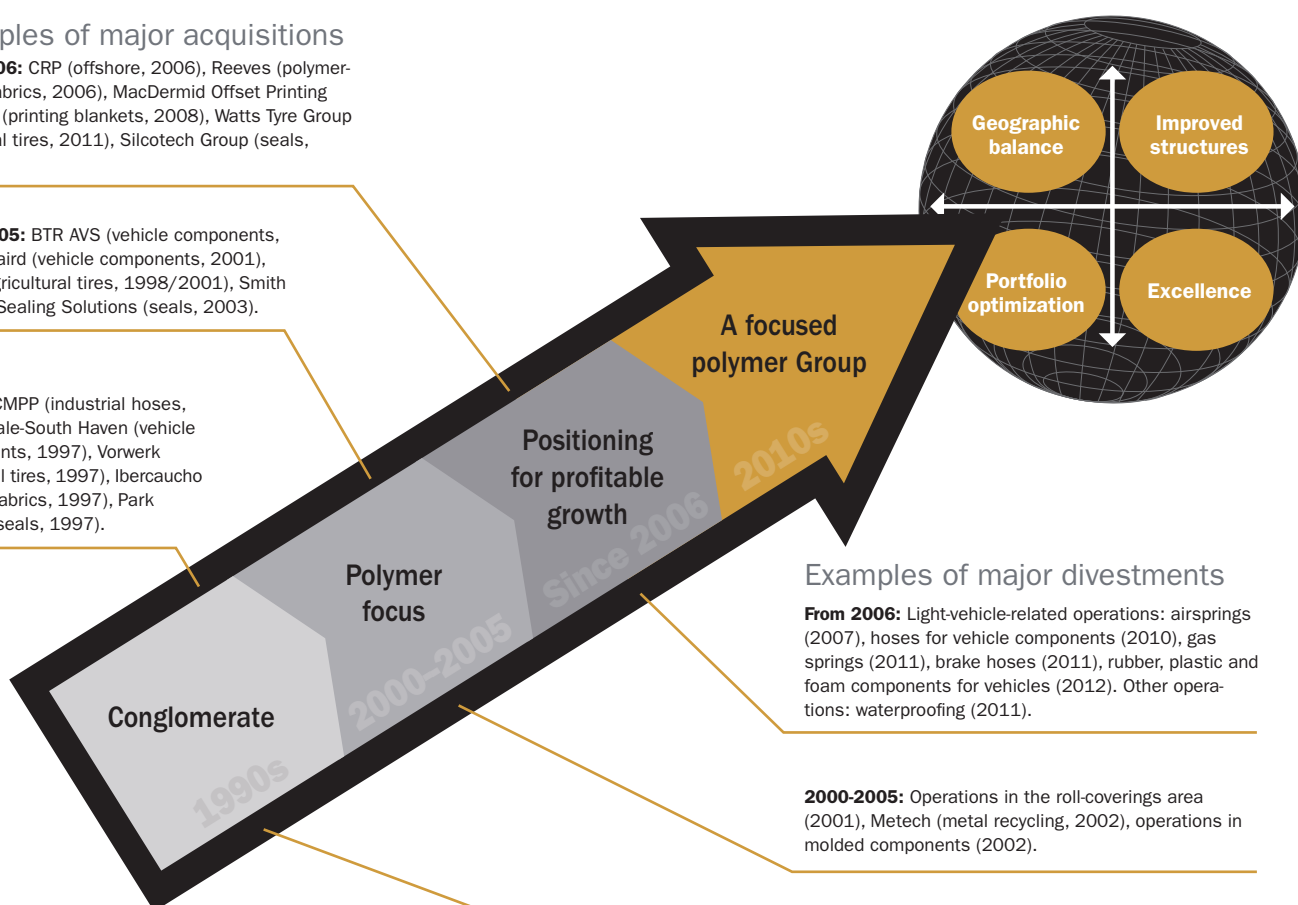 ples of major acquisitions
06: CRP (offshore, 2006), Reeves (polymer-
abrics, 2006), MacDermid Offset Printing
(printing blankets, 2008), Watts Tyre Group
al tires, 2011), Silcotech Group (seals,
05: BTR AVS (vehicle components,
aird (vehicle components, 2001),
gricultural tires, 1998/2001), Smith
Sealing Solutions (seals, 2003).
CMPP (industrial hoses,
ale-South Haven (vehicle
nts, 1997), Vorwerk
l tires, 1997), Ibercaucho
abrics, 1997), Park
seals, 1997).
Geographic
balance
Improved
structures
Portfolio
optimization
Excellence
A focused
polymer Group
2010s
Positioning
for profitable
growth
Since 2006
Polymer
focus
2000–2005
Conglomerate
1990s
Examples of major divestments
From 2006: Light-vehicle-related operations: airsprings
(2007), hoses for vehicle components (2010), gas
springs (2011), brake hoses (2011), rubber, plastic and
foam components for vehicles (2012). Other opera-
tions: waterproofing (2011).
2000-2005: Operations in the roll-coverings area
(2001), Metech (metal recycling, 2002), operations in
molded components (2002).